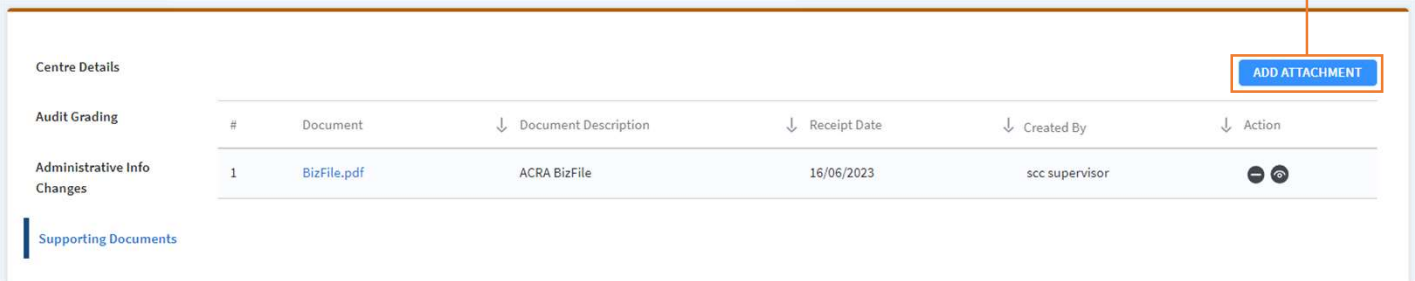 Centre Details
ADD ATTACHMENT
Audit Grading
# Document Document Description Receipt Date Created By Action
Administrative Info
Changes
1 BizFile.pdf ACRA BizFile 16/06/2023 scc supervisor
Supporting Documents